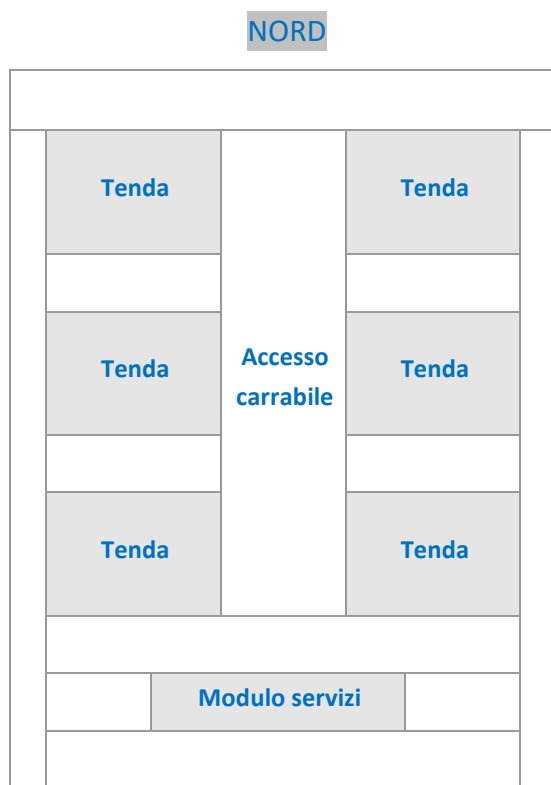 NORD
Tenda
Tenda
Tenda
Accesso
carrabile
Tenda
Tenda
Tenda
Modulo servizi